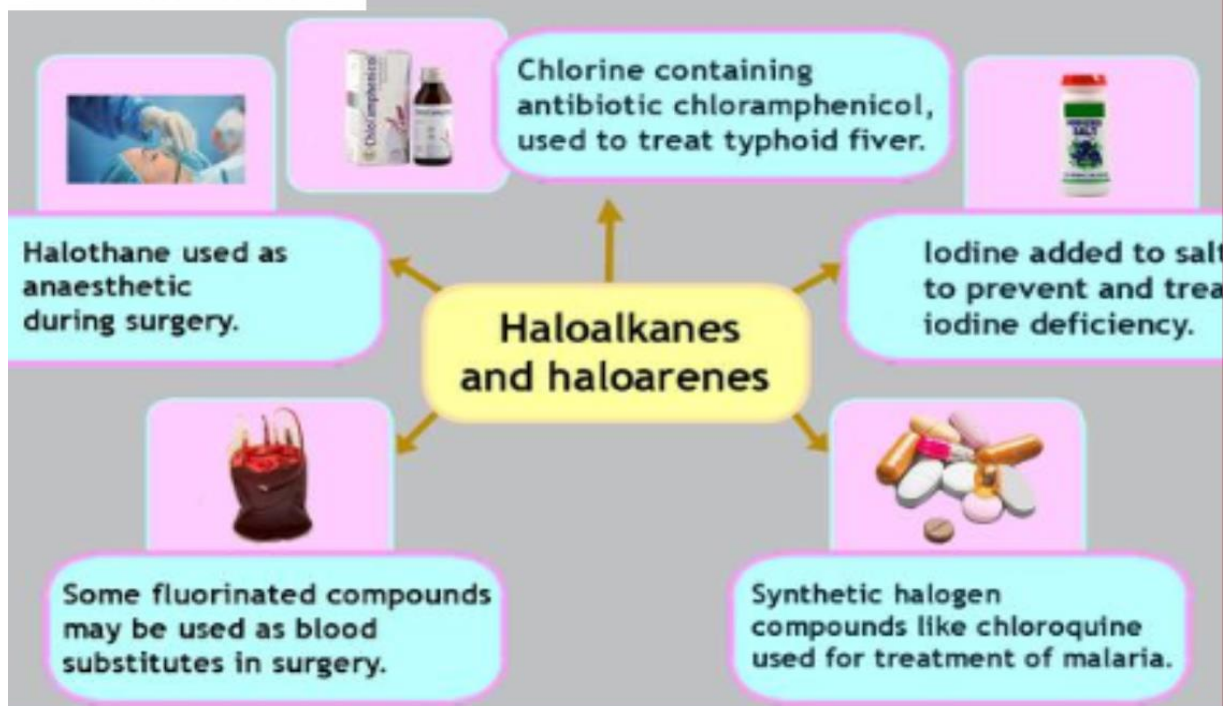 Chlorine containing
antibiotic chloramphenicol,
used to treat typhoid fiver.
Chloramphenicol
SALT
Halothane used as
anaesthetic
during surgery.
Iodine added to salt
to prevent and trea
iodine deficiency.
Haloalkanes
and haloarenes
Some fluorinated compounds
may be used as blood
substitutes in surgery.
Synthetic halogen
compounds like chloroquine
used for treatment of malaria.